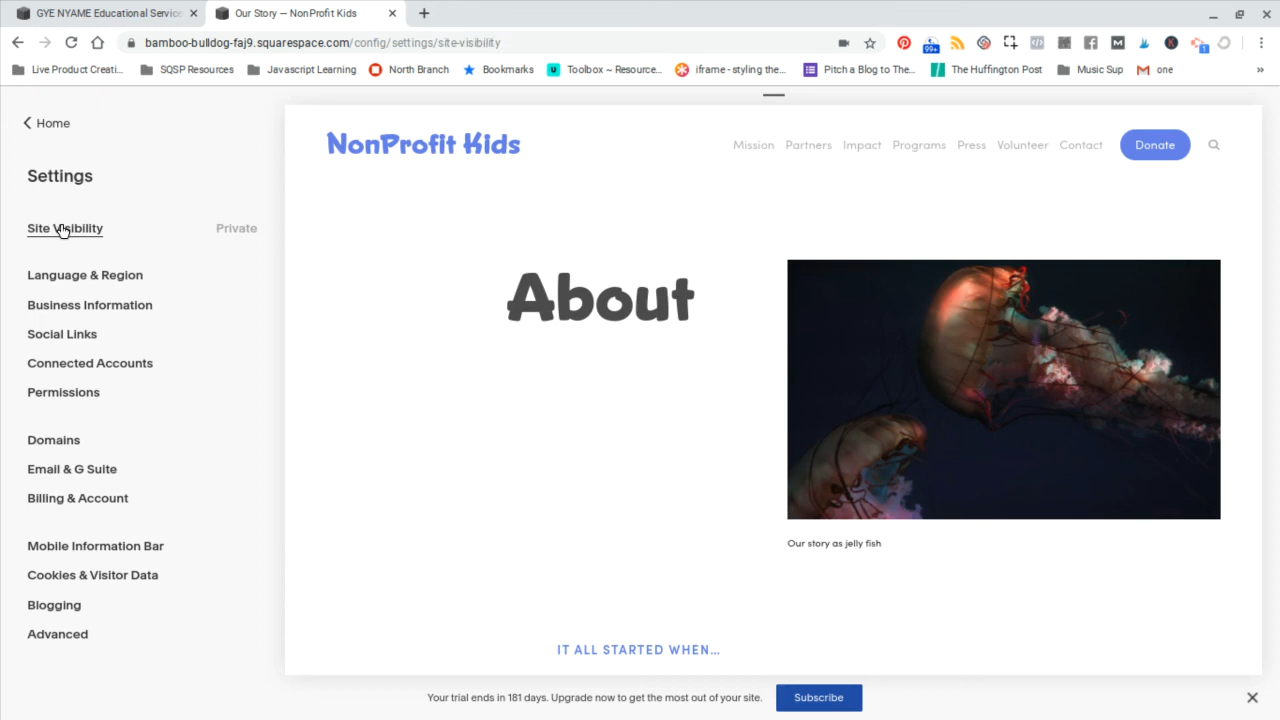 GYE NYAME Educational Servic
Our Story — NonProfit Kids
bamboo-bulldog-faj9.squarespace.com/config/settings/site-visibility
99+
1
Live Product Creati...
SQSP Resources
Javascript Learning
North Branch
Bookmarks
Toolbox ~ Resource...
iframe - styling the...
Pitch a Blog to The...
The Huffington Post
Music Sup
one
»
Home
Settings
Site Visibility Private
Language & Region
Business Information
Social Links
Connected Accounts
Permissions
Domains
Email & G Suite
Billing & Account
Mobile Information Bar
Cookies & Visitor Data
Blogging
Advanced
NonProfit Kids
Mission Partners Impact Programs Press Volunteer Contact Donate
About
Our story as jelly fish
IT ALL STARTED WHEN...
Your trial ends in 181 days. Upgrade now to get the most out of your site. Subscribe